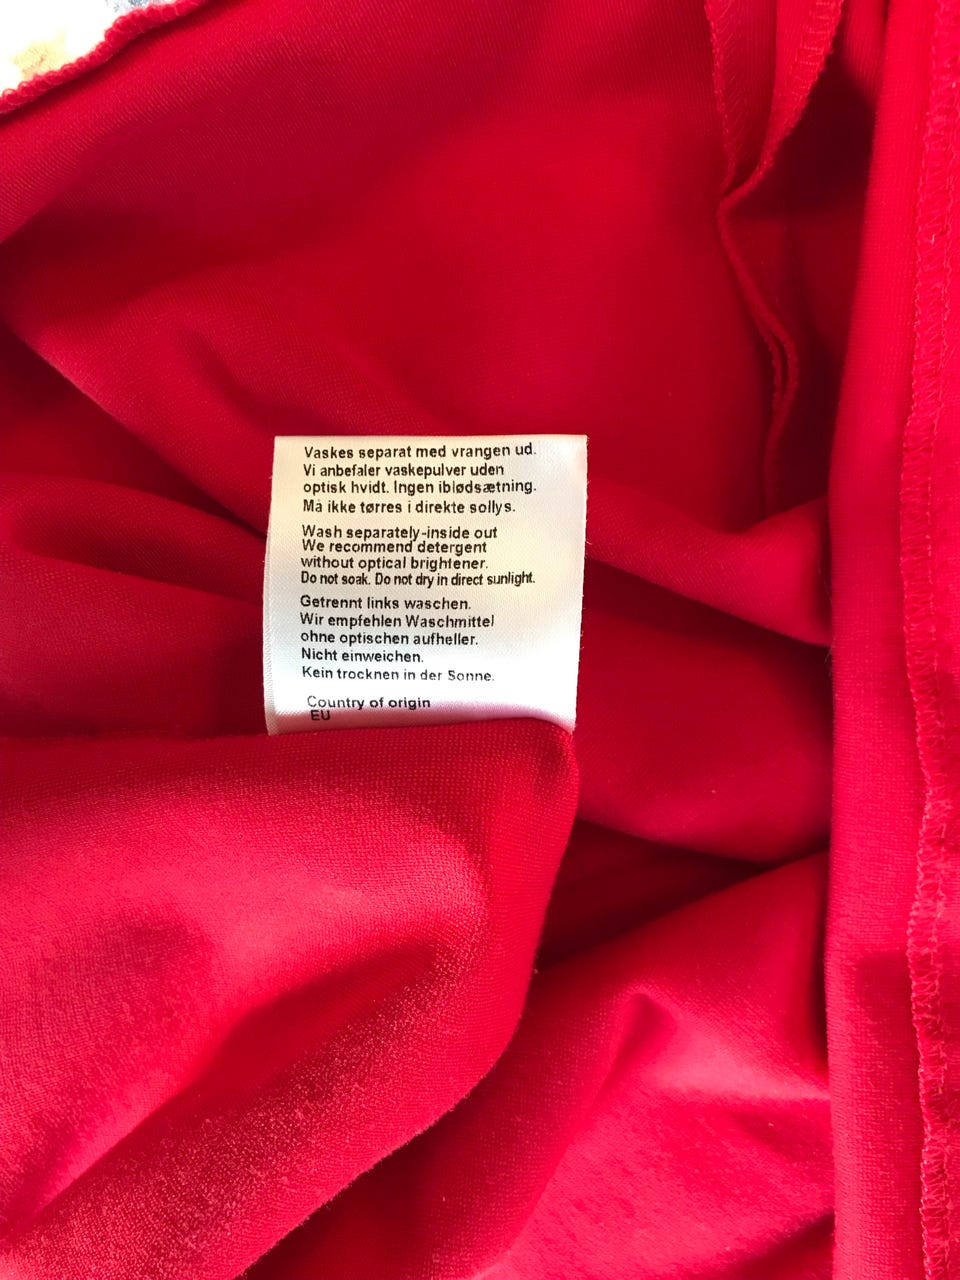 Vaskes separat med vrangen ud.
Vi anbefaler vaskepulver uden
optisk hvidt. Ingen iblødsætning.
Må ikke tørres i direkte sollys.
Wash separately-inside out
We recommend detergent
without optical brightener.
Do not soak. Do not dry in direct sunlight.
Getrennt links waschen.
Wir empfehlen Waschmittel
ohne optischen aufheller.
Nicht einweichen.
Kein trocknen in der Sonne.
Country of origin
EU